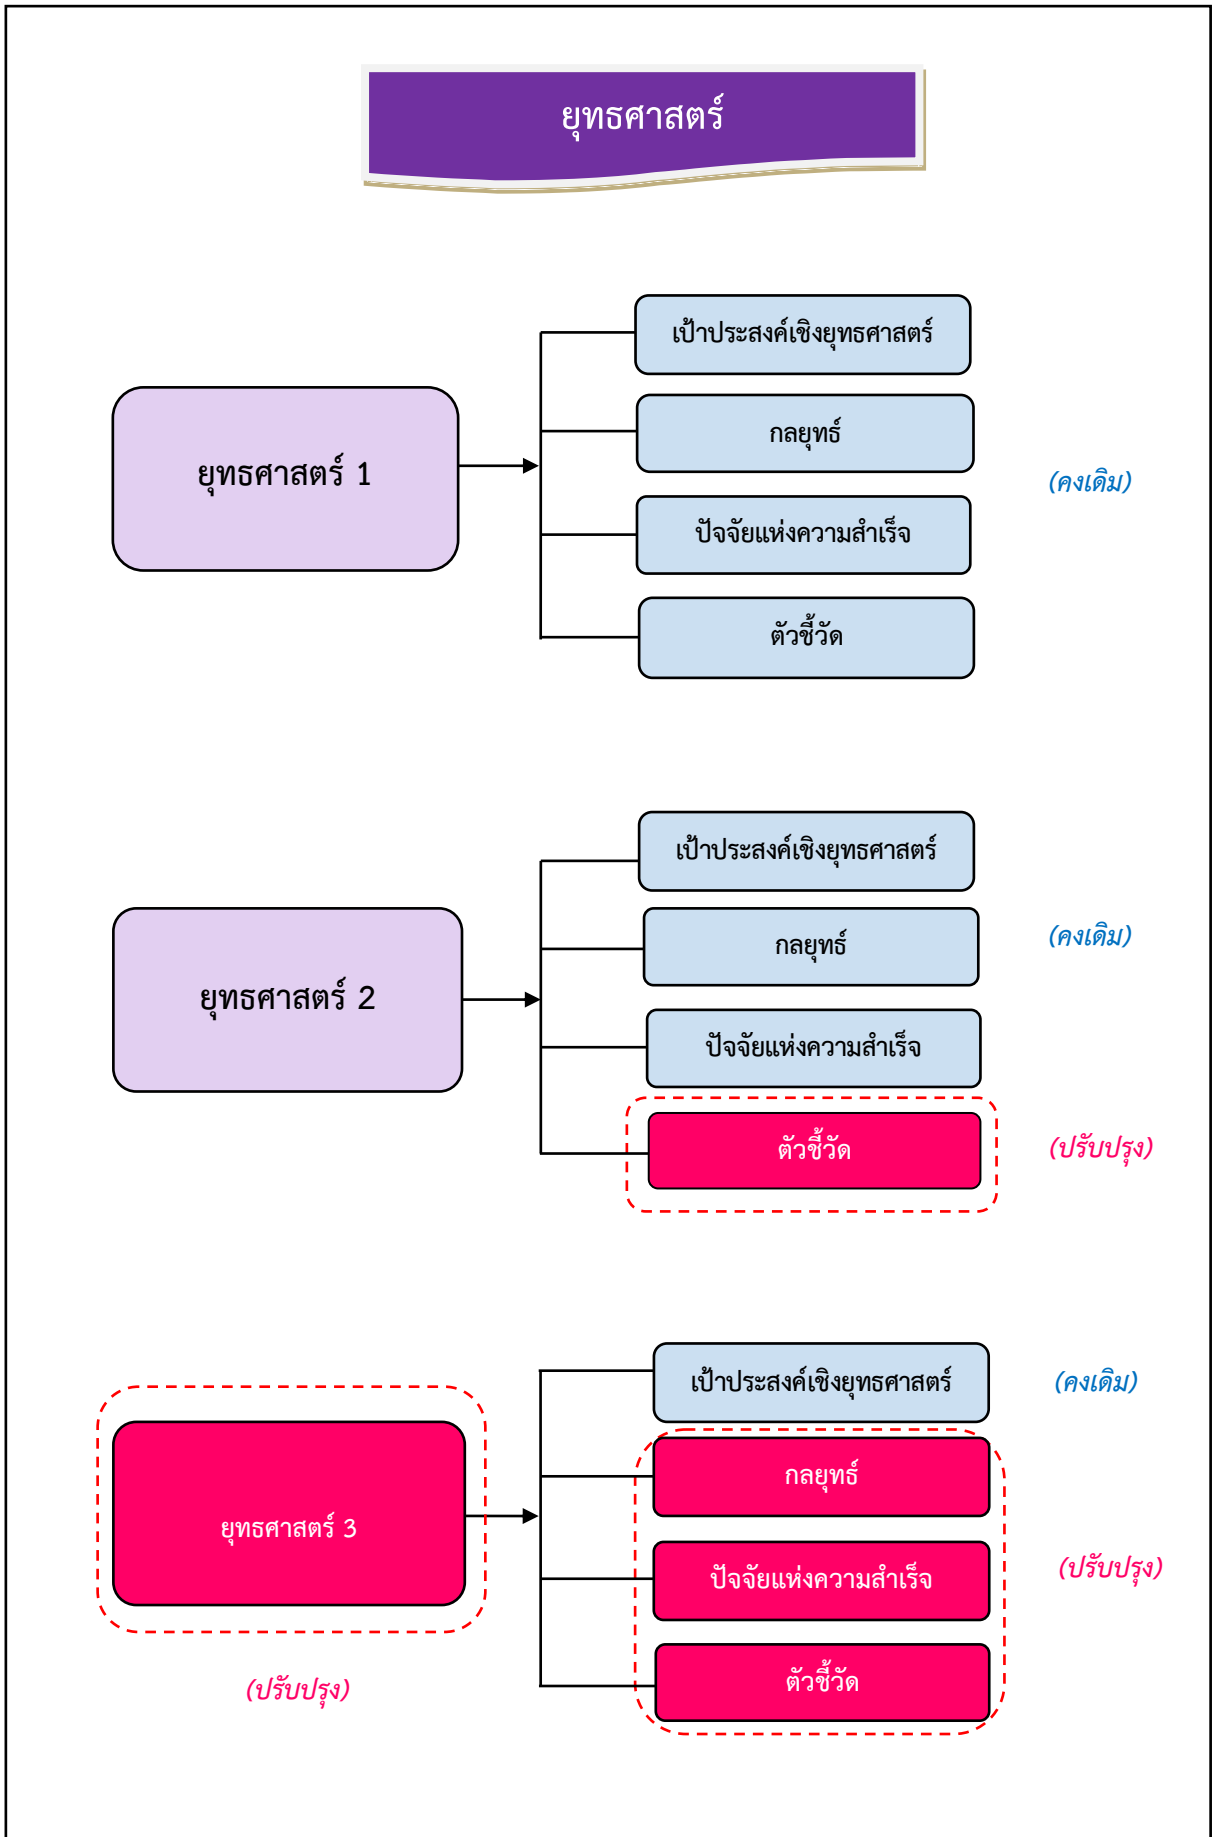 ยุทธศาสตร์
เป้าประสงค์เชิงยุทธศาสตร์
กลยุทธ์
ยุทธศาสตร์ 1
(คงเดิม)
ปัจจัยแห่งความสำเร็จ
ตัวชี้วัด
เป้าประสงค์เชิงยุทธศาสตร์
กลยุทธ์
(คงเดิม)
ยุทธศาสตร์ 2
ปัจจัยแห่งความสำเร็จ
ตัวชี้วัด
(ปรับปรุง)
เป้าประสงค์เชิงยุทธศาสตร์
(คงเดิม)
กลยุทธ์
ยุทธศาสตร์ 3
ปัจจัยแห่งความสำเร็จ
(ปรับปรุง)
ตัวชี้วัด
(ปรับปรุง)